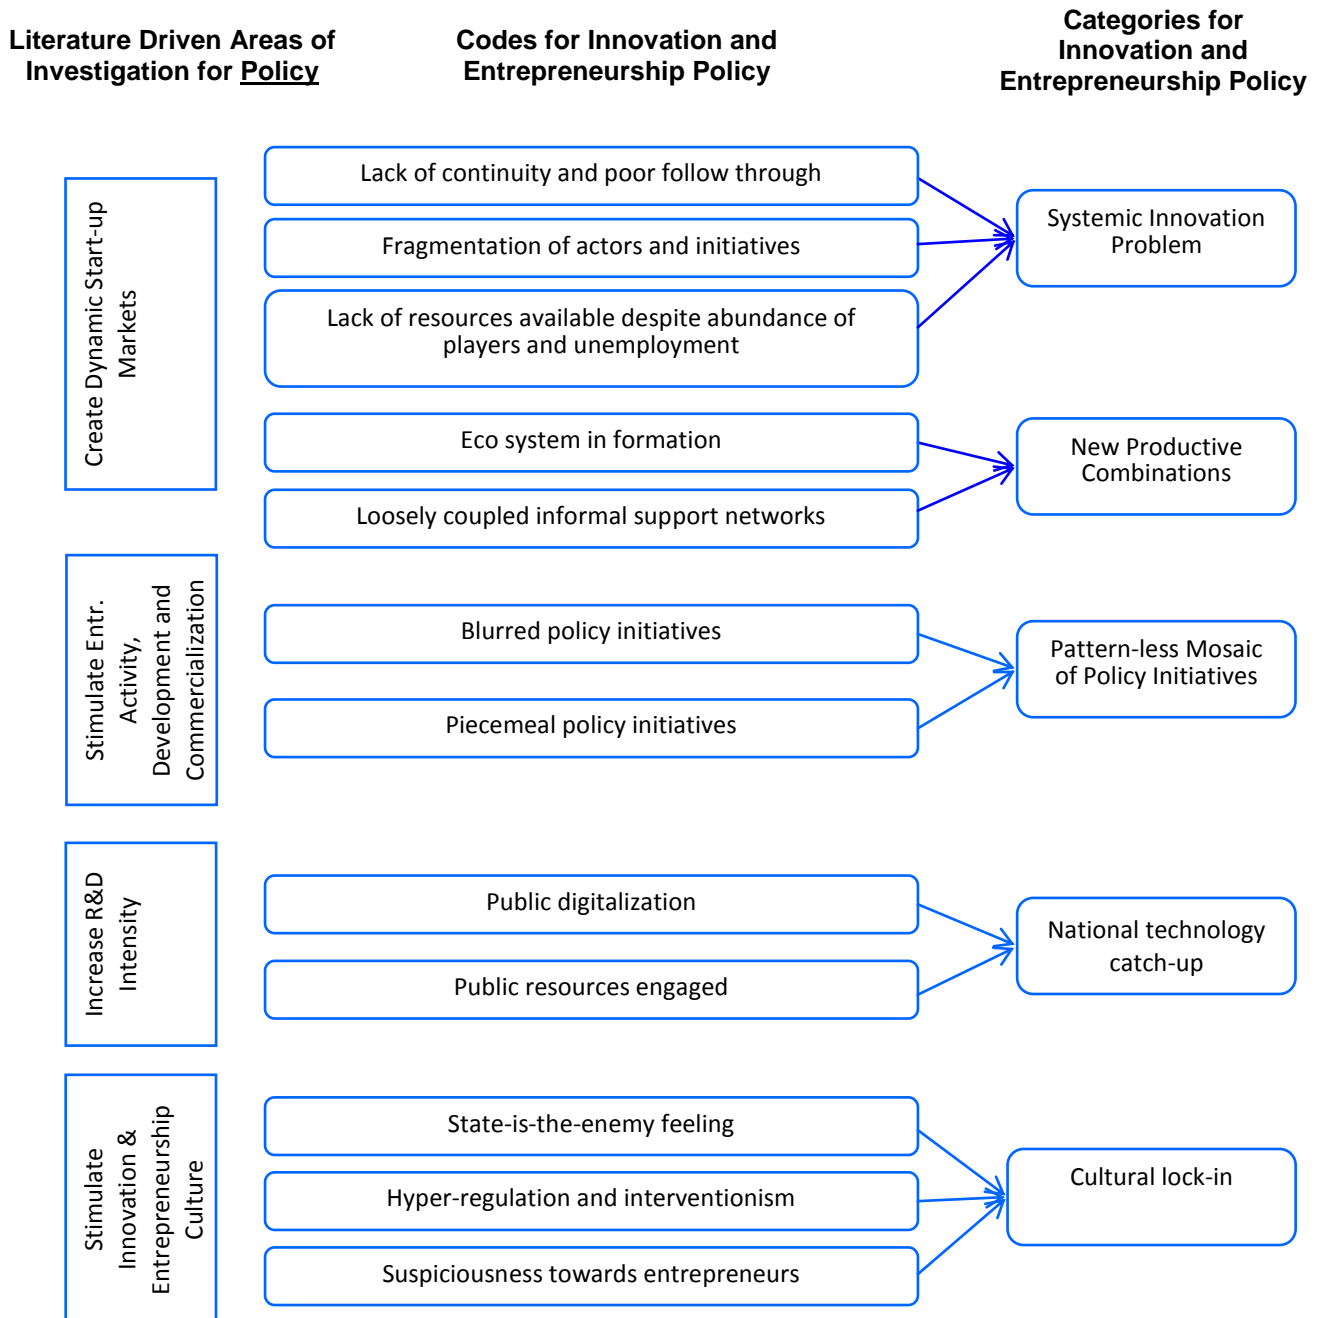 Literature Driven Areas of
Investigation for Policy
Codes for Innovation and
Entrepreneurship Policy
Categories for
Innovation and
Entrepreneurship Policy
Create Dynamic Start-up
Markets
Lack of continuity and poor follow through
Fragmentation of actors and initiatives
Lack of resources available despite abundance of
players and unemployment
Systemic Innovation
Problem
Eco system in formation
Loosely coupled informal support networks
New Productive
Combinations
Stimulate Entr.
Activity,
Development and
Commercialization
Blurred policy initiatives
Piecemeal policy initiatives
Pattern-less Mosaic
of Policy Initiatives
Increase R&D
Intensity
Public digitalization
Public resources engaged
National technology
catch-up
Stimulate
Innovation &
Entrepreneurship
Culture
State-is-the-enemy feeling
Hyper-regulation and interventionism
Suspiciousness towards entrepreneurs
Cultural lock-in